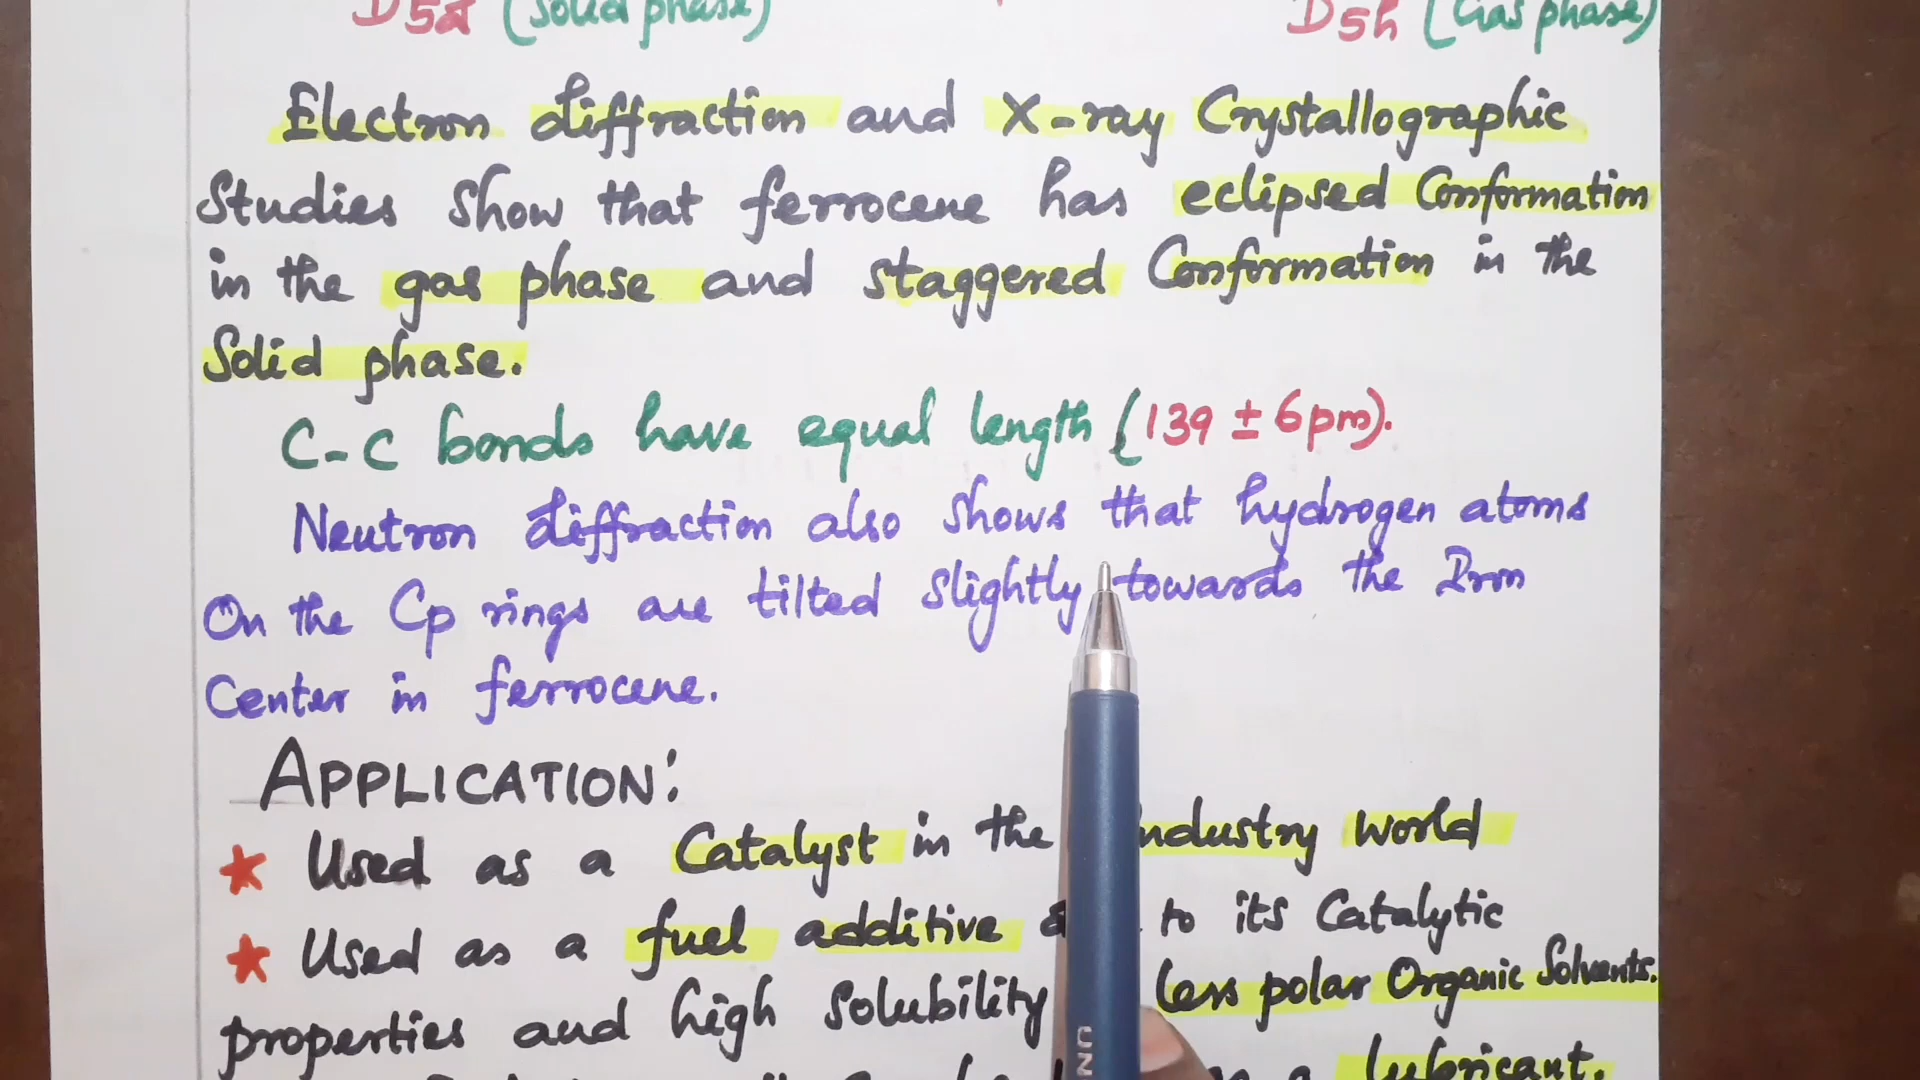 D5d (Solid phase) D5h (Gas phase)
Electron diffraction and X-ray Crystallographic
Studies show that ferrocene has eclipsed Conformation
in the gas phase and staggered Conformation in the
Solid phase.
C-C bonds have equal length (139 ± 6pm).
Neutron diffraction also shows that hydrogen atoms
On the Cp rings are tilted slightly towards the Iron
Center in ferrocene.
APPLICATION:
★ Used as a Catalyst in the industry world
★ Used as a fuel additive to its Catalytic
properties and high Solubility less polar Organic Solvents.
a lubricant.
UN